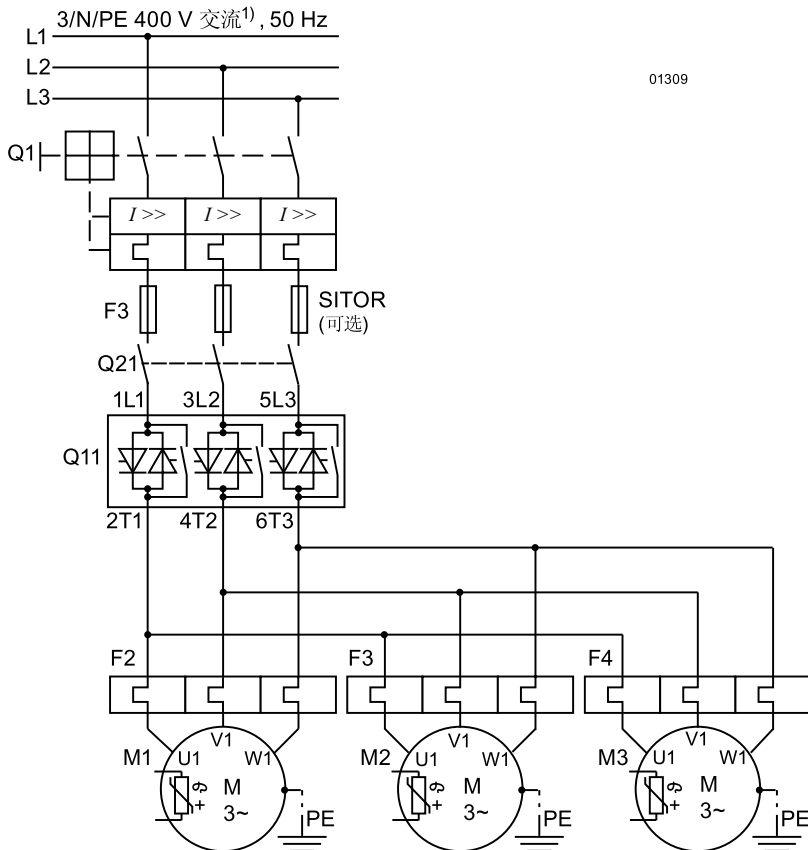 3/N/PE 400 V 交流1) , 50 Hz
L1
L2
L3
01309
Q1
I >> I >> I >>
F3
SITOR
(可选)
Q21
1L1 3L2 5L3
Q11
2T1 4T2 6T3
F2 F3 F4
M1 U1 V1 W1 M2 U1 V1 W1 M3 U1 V1 W1
ϑ + M 3~ ϑ + M 3~ ϑ + M 3~
PE PE PE